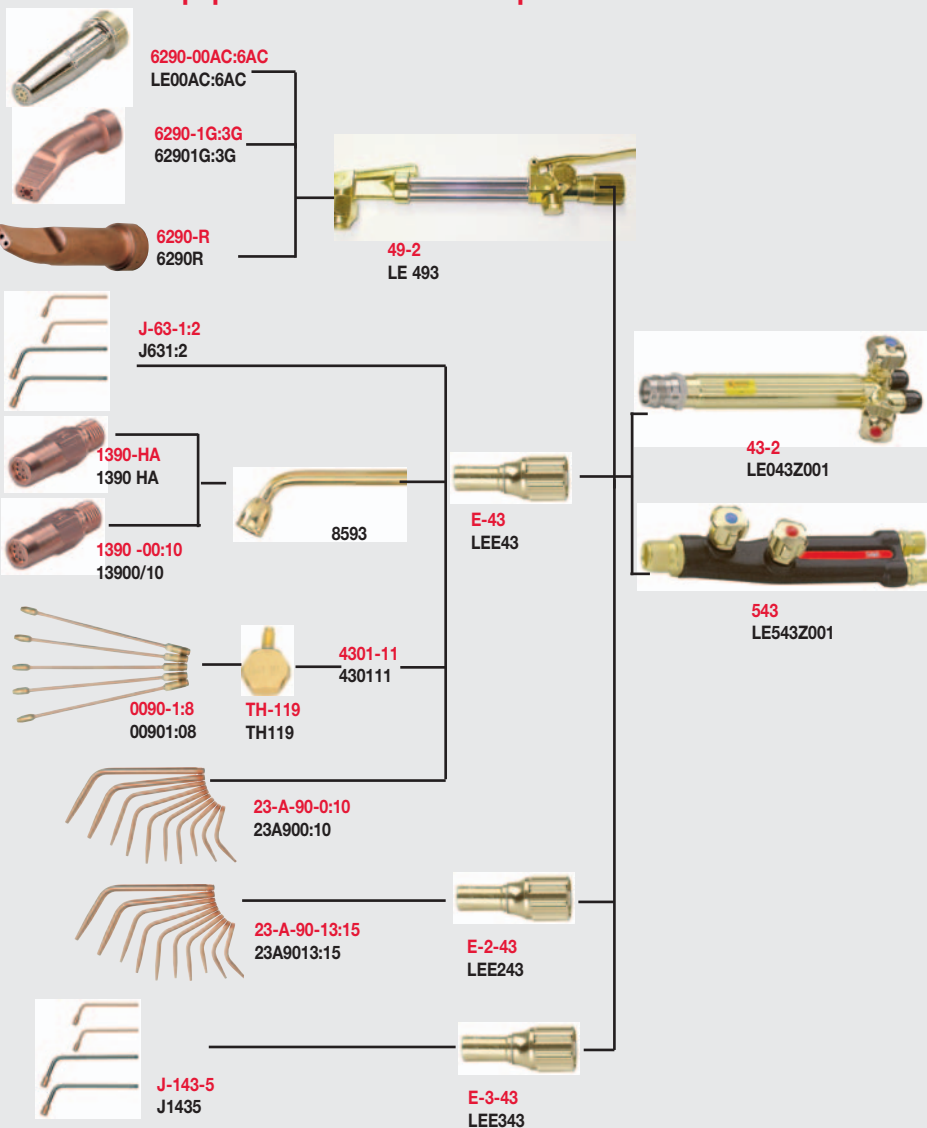 6290-00AC:6AC
LE00AC:6AC
6290-1G:3G
62901G:3G
6290-R
6290R
49-2
LE 493
J-63-1:2
J631:2
1390-HA
1390 HA
8593
1390 -00:10
13900/10
E-43
LEE43
43-2
LE043Z001
543
LE543Z001
4301-11
430111
0090-1:8
00901:08
TH-119
TH119
23-A-90-0:10
23A900:10
23-A-90-13:15
23A9013:15
E-2-43
LEE243
J-143-5
J1435
E-3-43
LEE343